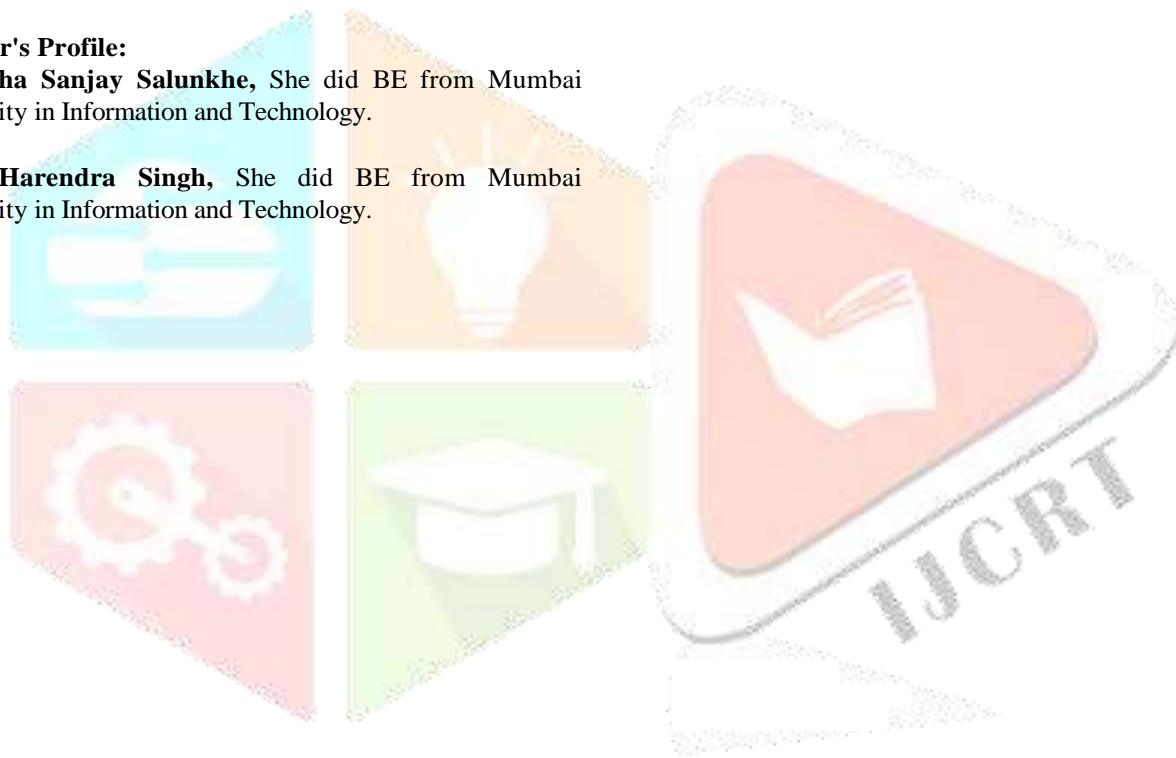 r's Profile:
ha Sanjay Salunkhe, She did BE from Mumbai
ity in Information and Technology.
Harendra Singh, She did BE from Mumbai
ity in Information and Technology.
IJCRT